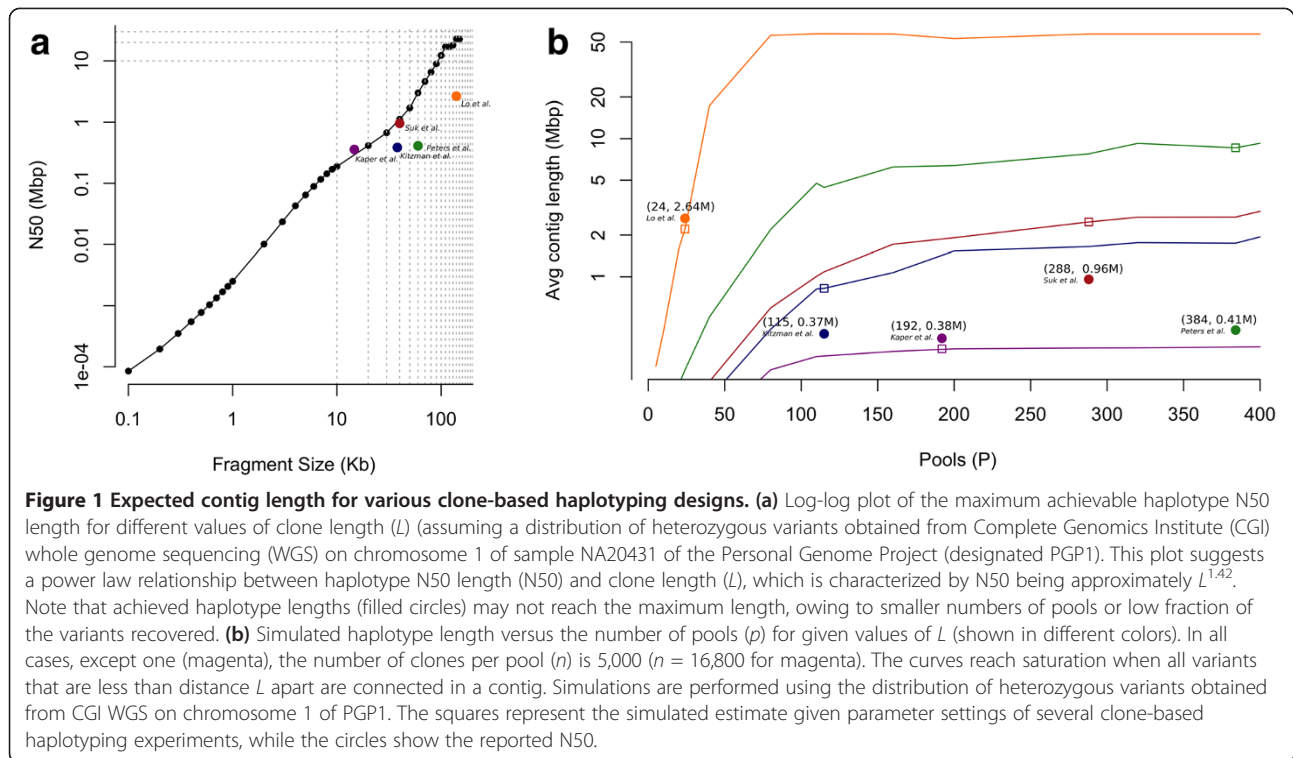 a
N50 (Mbp)
10
1
0.1
0.01
1e-04
Lo et al.
Suk et al.
Kaper et al.
Kitzman et al.
Peters et al.
0.1
1
10
100
Fragment Size (Kb)
b
Avg contig length (Mbp)
50
20
10
5
2
1
(24, 2.64M)
Lo et al.
(288, 0.96M)
Suk et al.
(115, 0.37M)
Kitzman et al.
(192, 0.38M)
Kaper et al.
(384, 0.41M)
Peters et al.
0
50
100
150
200
250
300
350
400
Pools (P)
Figure 1 Expected contig length for various clone-based haplotyping designs. (a) Log-log plot of the maximum achievable haplotype N50
length for different values of clone length (L) (assuming a distribution of heterozygous variants obtained from Complete Genomics Institute (CGI)
whole genome sequencing (WGS) on chromosome 1 of sample NA20431 of the Personal Genome Project (designated PGP1). This plot suggests
a power law relationship between haplotype N50 length (N50) and clone length (L), which is characterized by N50 being approximately L^1.42.
Note that achieved haplotype lengths (filled circles) may not reach the maximum length, owing to smaller numbers of pools or low fraction of
the variants recovered. (b) Simulated haplotype length versus the number of pools (p) for given values of L (shown in different colors). In all
cases, except one (magenta), the number of clones per pool (n) is 5,000 (n = 16,800 for magenta). The curves reach saturation when all variants
that are less than distance L apart are connected in a contig. Simulations are performed using the distribution of heterozygous variants obtained
from CGI WGS on chromosome 1 of PGP1. The squares represent the simulated estimate given parameter settings of several clone-based
haplotyping experiments, while the circles show the reported N50.